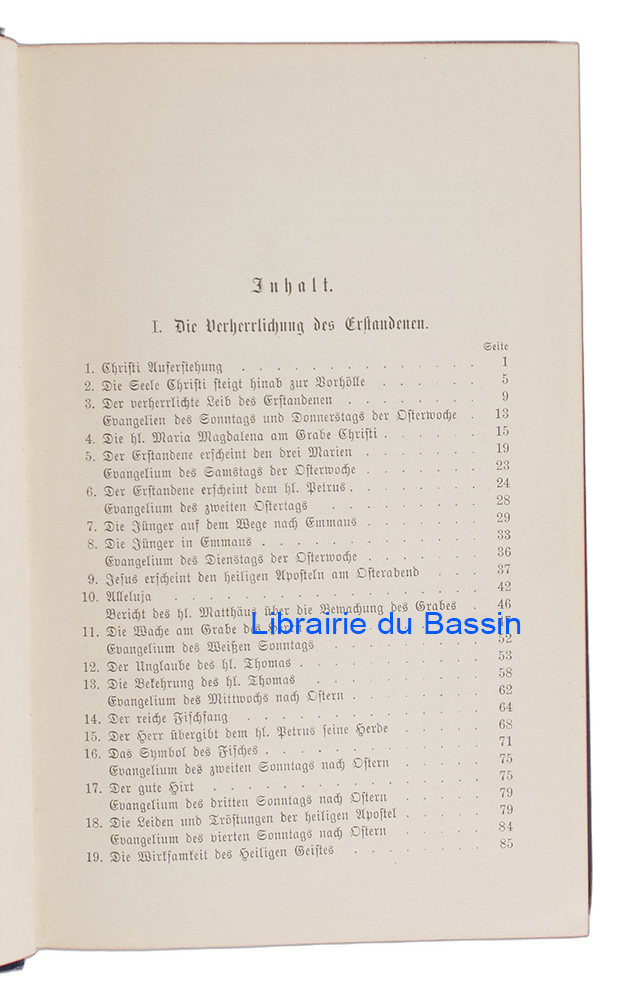 Inhalt.
I. Die Verherrlichung des Erstandenen.
Seite
1. Christi Auferstehung . . . . . . . . . . . . . 1
2. Die Seele Christi steigt hinab zur Vorhölle . . . . . . 5
3. Der verherrlichte Leib des Erstandenen . . . . . . . 9
Evangelien des Sonntags und Donnerstags der Osterwoche . 13
4. Die hl. Maria Magdalena am Grabe Christi . . . . . . 15
5. Der Erstandene erscheint den drei Marien . . . . . . 19
Evangelium des Samstags der Osterwoche . . . . . . . 23
6. Der Erstandene erscheint dem hl. Petrus . . . . . . . 24
Evangelium des zweiten Ostertags . . . . . . . . . 28
7. Die Jünger auf dem Wege nach Emmaus . . . . . . . 29
8. Die Jünger in Emmaus . . . . . . . . . . . . 33
Evangelium des Dienstags der Osterwoche . . . . . . . 36
9. Jesus erscheint den heiligen Aposteln am Osterabend . . . 37
10. Alleluja . . . . . . . . . . . . . . . . 42
Bericht des hl. Matthäus über die Bewachung des Grabes . 46
11. Die Wache am Grabe des Herrn
Librairie du Bassin
Evangelium des Weißen Sonntags . . . . . . . . . 52
12. Der Unglaube des hl. Thomas . . . . . . . . . . 53
13. Die Bekehrung des hl. Thomas . . . . . . . . . . 58
Evangelium des Mittwochs nach Ostern . . . . . . . . 62
14. Der reiche Fischfang . . . . . . . . . . . . . 64
15. Der Herr übergibt dem hl. Petrus seine Herde . . . . . 68
16. Das Symbol des Fisches . . . . . . . . . . . . 71
Evangelium des zweiten Sonntags nach Ostern . . . . . 75
17. Der gute Hirt . . . . . . . . . . . . . . 75
Evangelium des dritten Sonntags nach Ostern . . . . . 79
18. Die Leiden und Tröstungen der heiligen Apostel . . . . . 79
Evangelium des vierten Sonntags nach Ostern . . . . . 84
19. Die Wirksamkeit des Heiligen Geistes . . . . . . . . 85